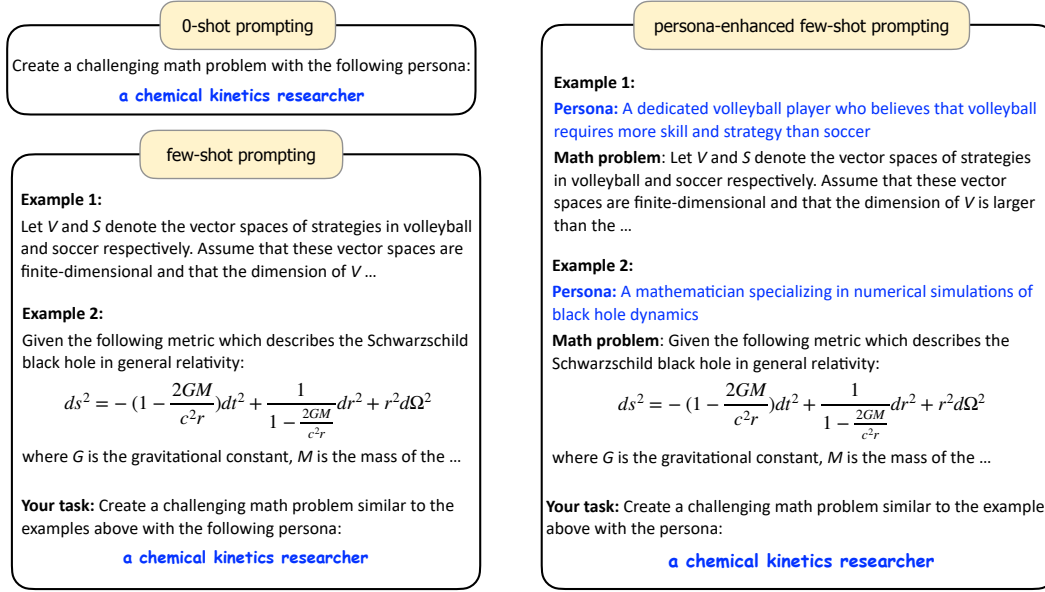 0-shot prompting
Create a challenging math problem with the following persona:
a chemical kinetics researcher
few-shot prompting
Example 1:
Let V and S denote the vector spaces of strategies in volleyball
and soccer respectively. Assume that these vector spaces are
finite-dimensional and that the dimension of V ...
Example 2:
Given the following metric which describes the Schwarzschild
black hole in general relativity:
ds² = − (1 − 2GM/c²r)dt² + 1/(1 − 2GM/c²r) dr² + r²dΩ²
where G is the gravitational constant, M is the mass of the ...
Your task: Create a challenging math problem similar to the
examples above with the following persona:
a chemical kinetics researcher
persona-enhanced few-shot prompting
Example 1:
Persona: A dedicated volleyball player who believes that volleyball
requires more skill and strategy than soccer
Math problem: Let V and S denote the vector spaces of strategies
in volleyball and soccer respectively. Assume that these vector
spaces are finite-dimensional and that the dimension of V is larger
than the ...
Example 2:
Persona: A mathematician specializing in numerical simulations of
black hole dynamics
Math problem: Given the following metric which describes the
Schwarzschild black hole in general relativity:
ds² = − (1 − 2GM/c²r)dt² + 1/(1 − 2GM/c²r) dr² + r²dΩ²
where G is the gravitational constant, M is the mass of the ...
Your task: Create a challenging math problem similar to the example
above with the persona:
a chemical kinetics researcher